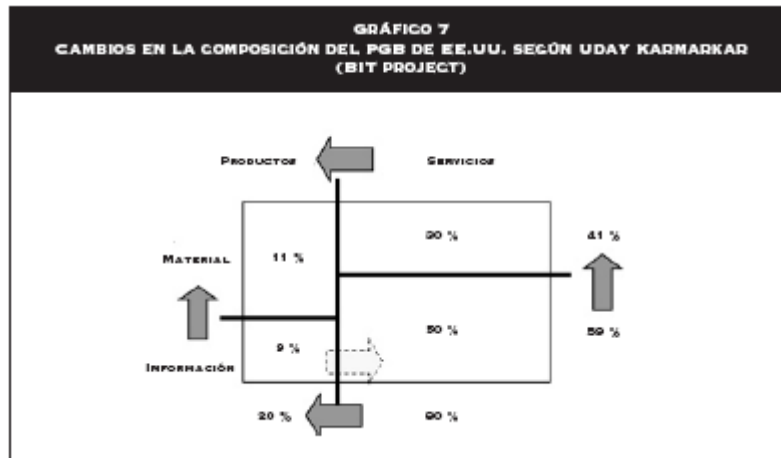 GRÁFICO 7
CAMBIOS EN LA COMPOSICIÓN DEL PGB DE EE.UU. SEGÚN UDAY KARMARKAR
(BIT PROJECT)
PRODUCTOS SERVICIOS
30 % 41 %
MATERIAL 11 %
50 % 59 %
9 %
INFORMACIÓN
20 % 80 %